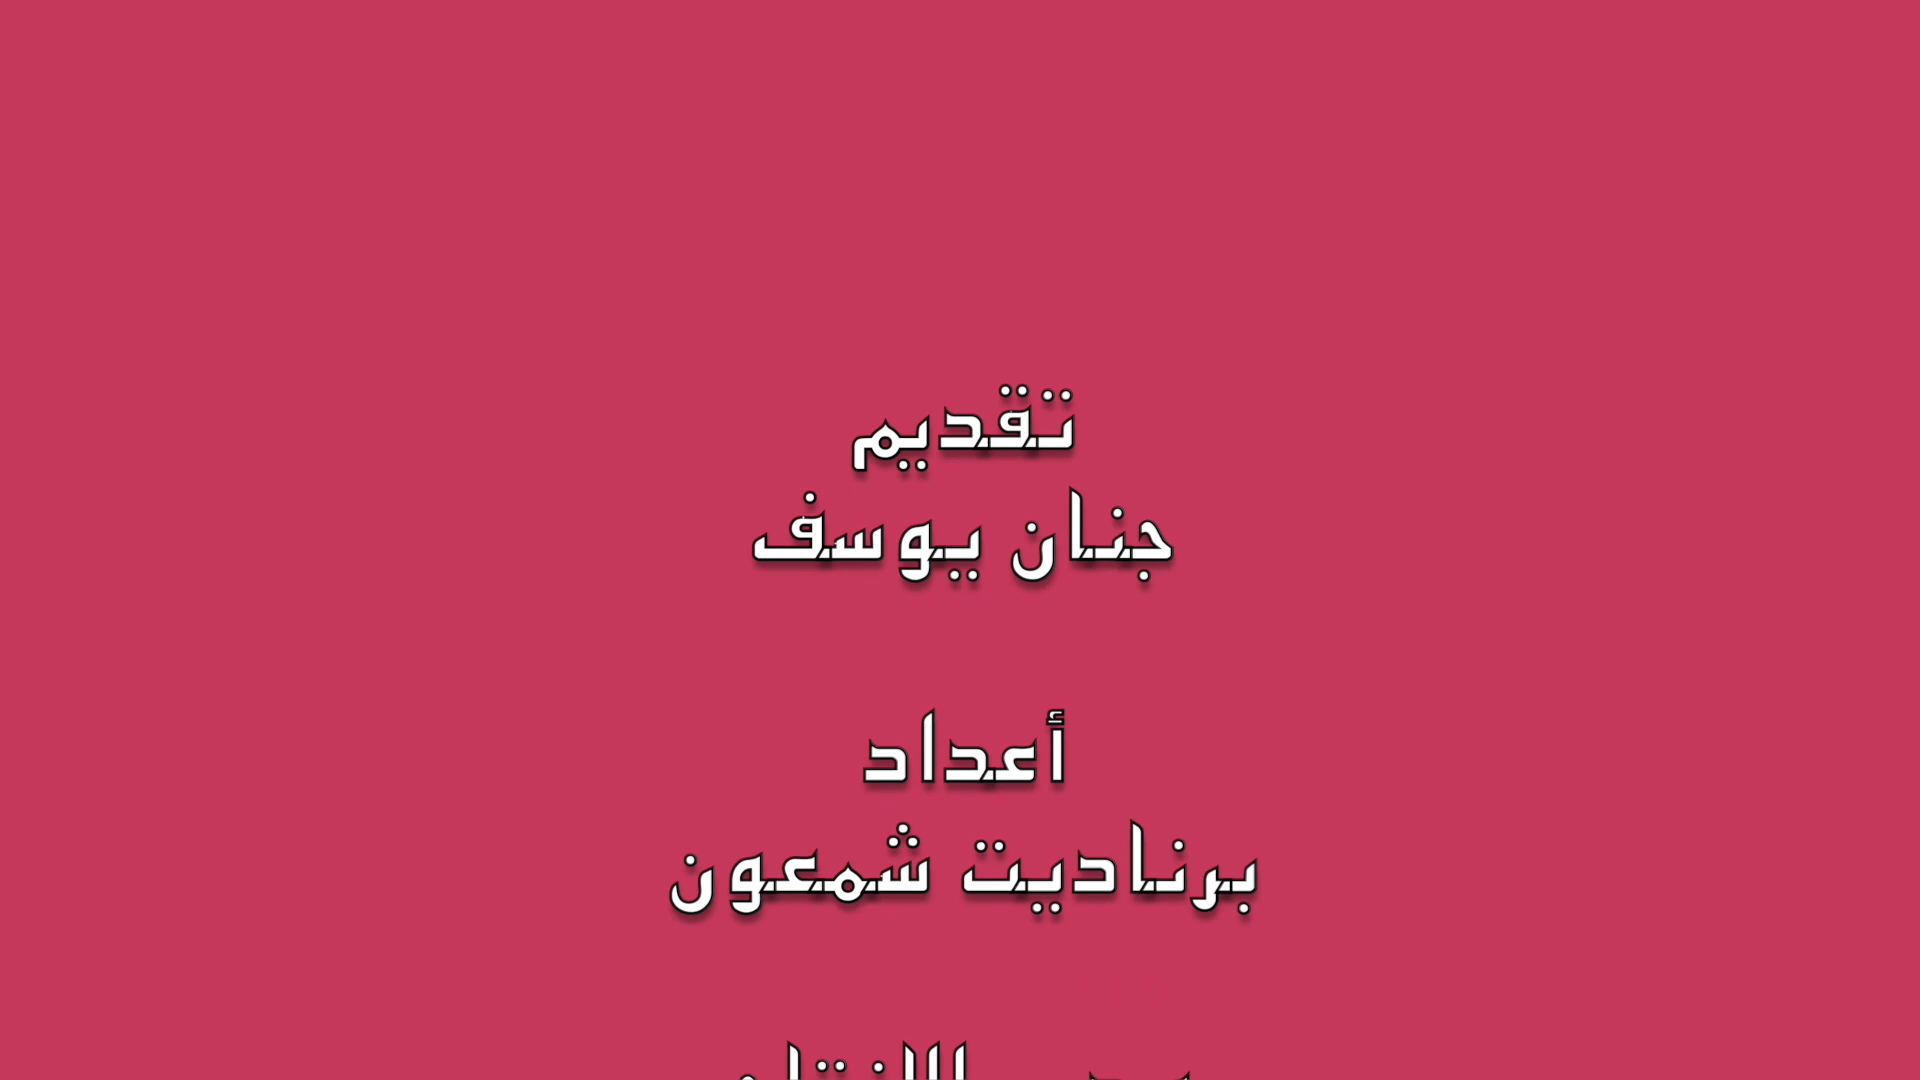 تقديم
جنان يوسف
أعداد
برناديت شمعون